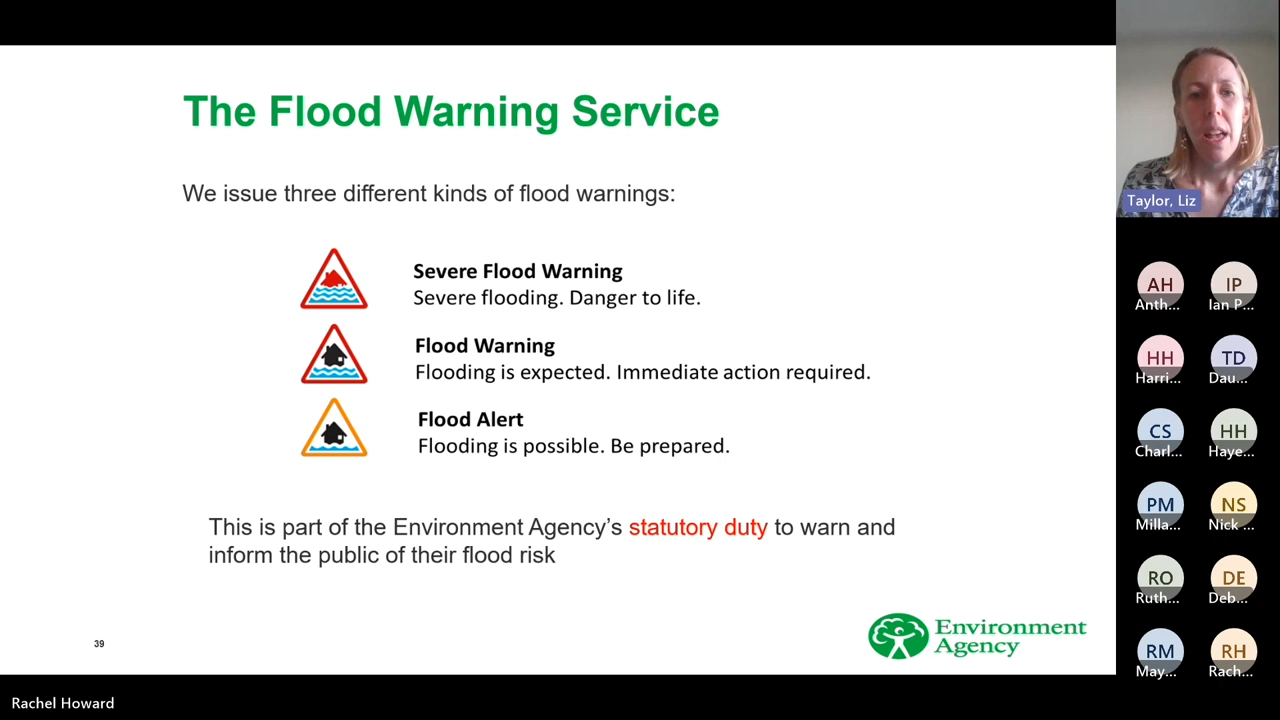 The Flood Warning Service
We issue three different kinds of flood warnings:
Severe Flood Warning
Severe flooding. Danger to life.
Flood Warning
Flooding is expected. Immediate action required.
Flood Alert
Flooding is possible. Be prepared.
This is part of the Environment Agency’s statutory duty to warn and
inform the public of their flood risk
39
Environment
Agency
Rachel Howard
Taylor, Liz
AH
Anth...
IP
Ian P...
HH
Harri...
TD
Dau...
CS
Charl...
HH
Haye...
PM
Milla...
NS
Nick ...
RO
Ruth...
DE
Deb...
RM
May...
RH
Rach...